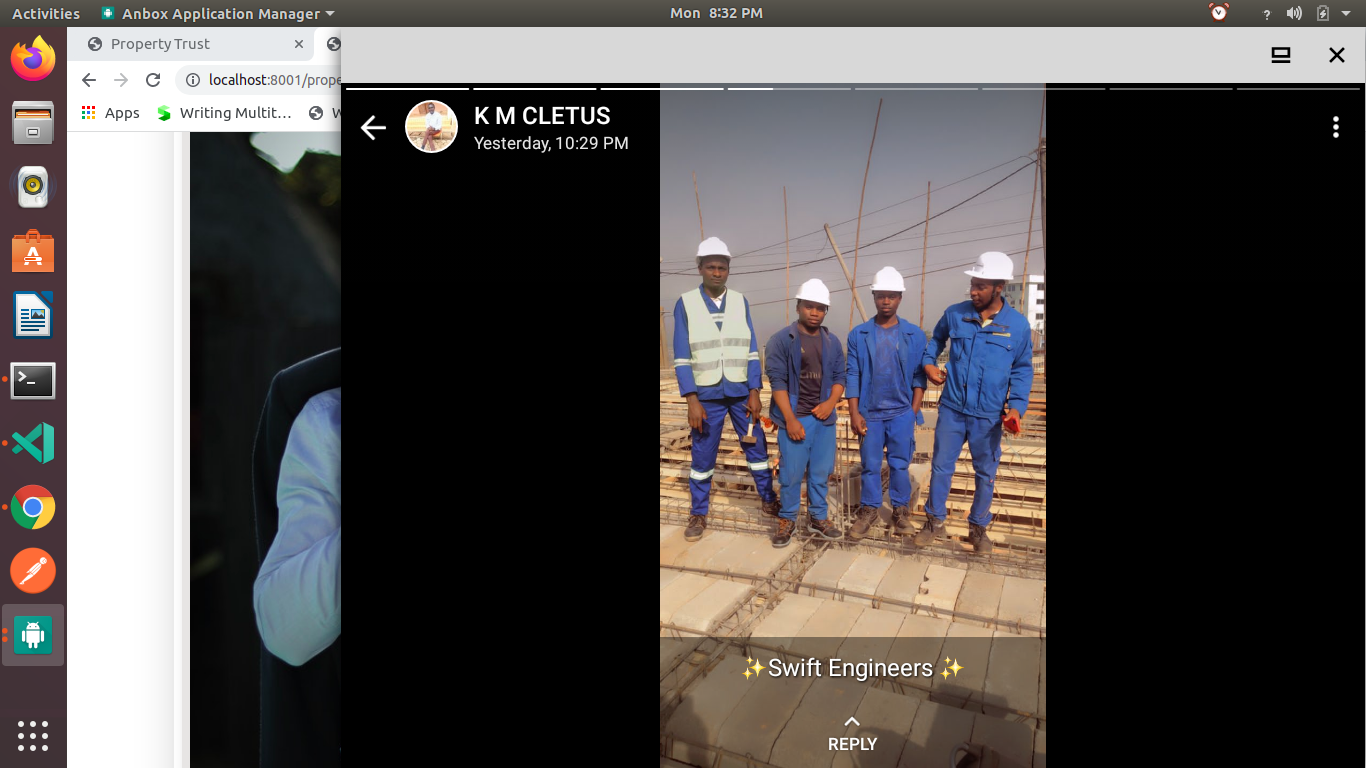 Activities
Anbox Application Manager
Mon 8:32 PM
?
Property Trust
localhost:8001/prope
Apps
Writing Multit…
W
K M CLETUS
Yesterday, 10:29 PM
✨Swift Engineers ✨
REPLY